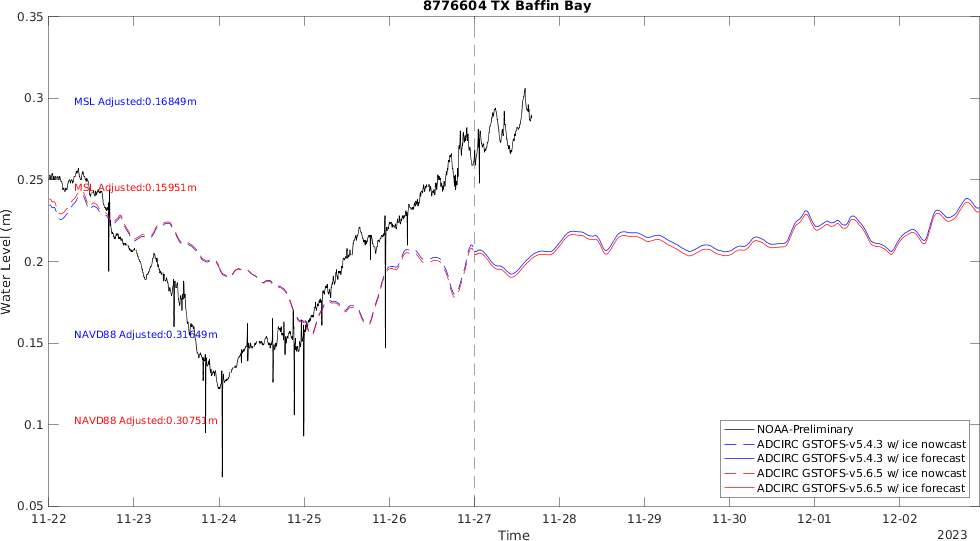 8776604 TX Baffin Bay
0.35
0.3
0.25
0.2
0.15
0.1
0.05
Water Level (m)
MSL Adjusted:0.16849m
MSL Adjusted:0.15951m
NAVD88 Adjusted:0.31649m
NAVD88 Adjusted:0.30751m
NOAA-Preliminary
ADCIRC GSTOFS-v5.4.3 w/ ice nowcast
ADCIRC GSTOFS-v5.4.3 w/ ice forecast
ADCIRC GSTOFS-v5.6.5 w/ ice nowcast
ADCIRC GSTOFS-v5.6.5 w/ ice forecast
11-22 11-23 11-24 11-25 11-26 11-27 11-28 11-29 11-30 12-01 12-02
Time
2023